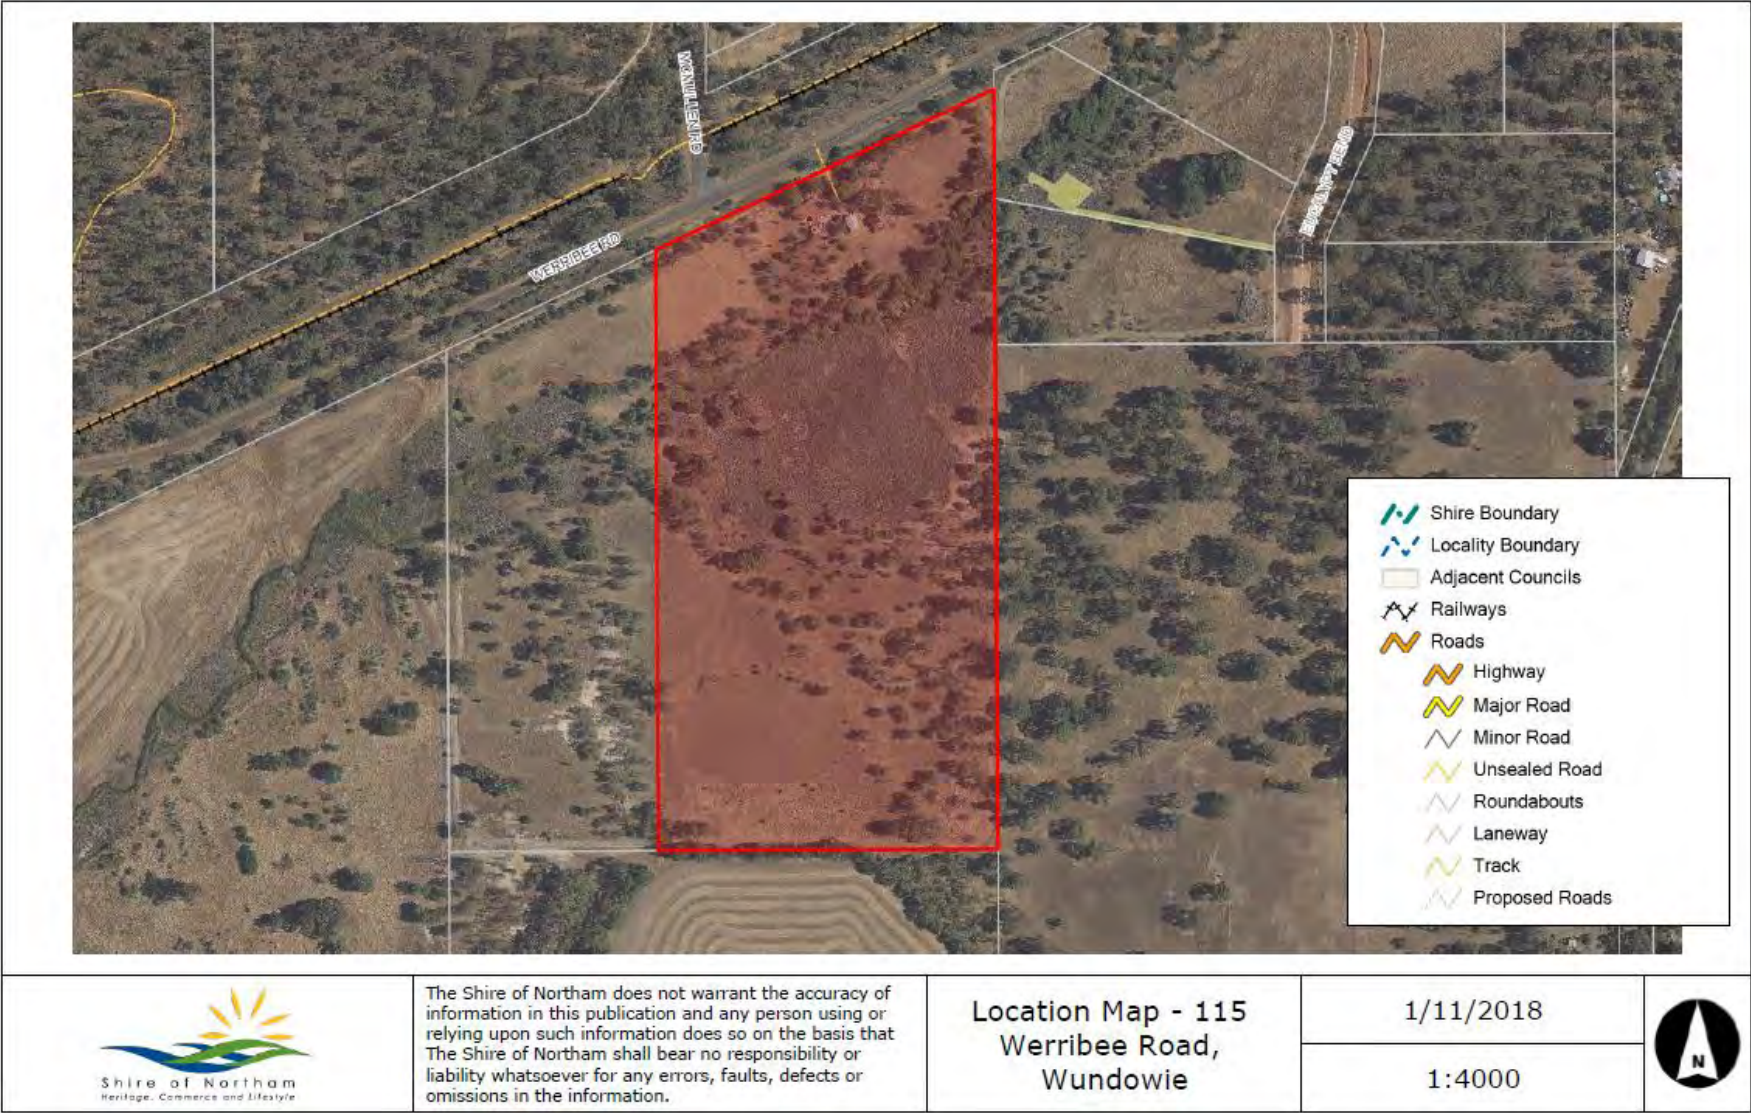 MCMULLEN RD
WERRIBEE RD
EUCALYPT BEND
Shire Boundary
Locality Boundary
Adjacent Councils
Railways
Roads
Highway
Major Road
Minor Road
Unsealed Road
Roundabouts
Laneway
Track
Proposed Roads
Shire of Northam
Heritage, Commerce and Lifestyle
The Shire of Northam does not warrant the accuracy of
information in this publication and any person using or
relying upon such information does so on the basis that
The Shire of Northam shall bear no responsibility or
liability whatsoever for any errors, faults, defects or
omissions in the information.
Location Map - 115
Werribee Road,
Wundowie
1/11/2018
1:4000
N